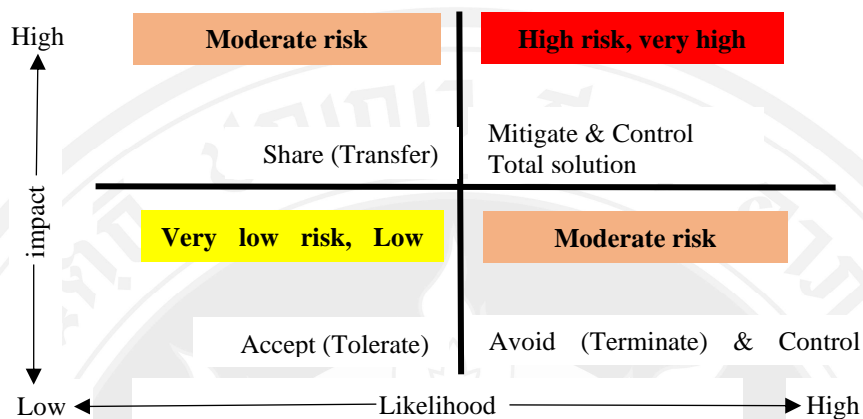 High
Moderate risk
High risk, very high
Share (Transfer)
Mitigate & Control
Total solution
impact
Very low risk, Low
Moderate risk
Accept (Tolerate)
Avoid (Terminate) & Control
Low
Likelihood
High